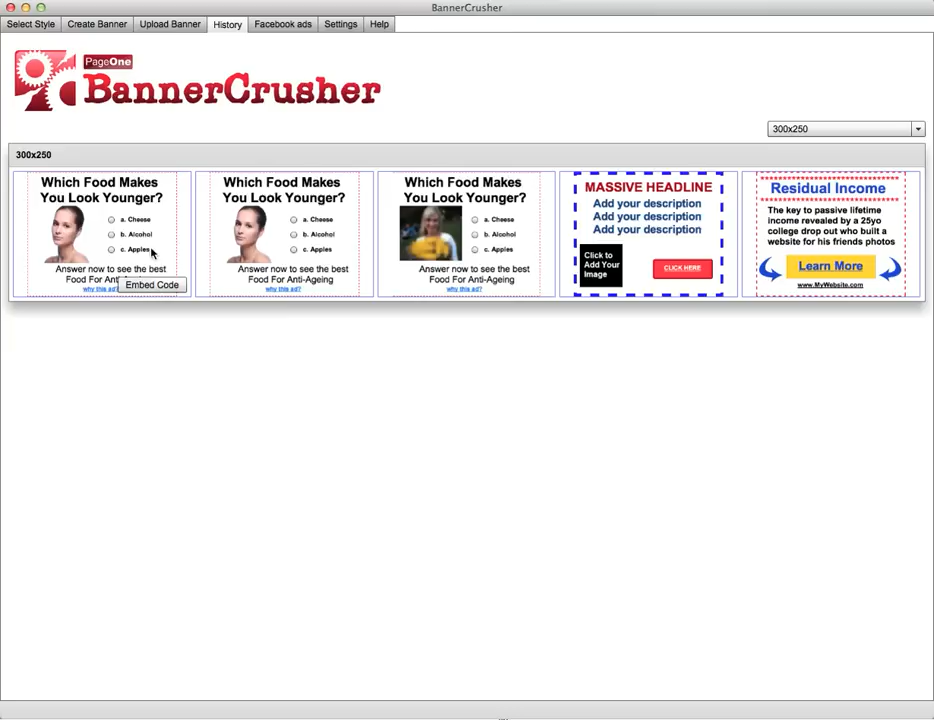 BannerCrusher
Select Style
Create Banner
Upload Banner
History
Facebook ads
Settings
Help
PageOne
BannerCrusher
300x250
300x250
Which Food Makes
You Look Younger?
a. Cheese
b. Alcohol
c. Apples
Answer now to see the best
Food For Anti-Ageing
why this ad?
Embed Code
Which Food Makes
You Look Younger?
a. Cheese
b. Alcohol
c. Apples
Answer now to see the best
Food For Anti-Ageing
why this ad?
Which Food Makes
You Look Younger?
a. Cheese
b. Alcohol
c. Apples
Answer now to see the best
Food For Anti-Ageing
why this ad?
MASSIVE HEADLINE
Add your description
Add your description
Add your description
Click to
Add Your
Image
CLICK HERE
Residual Income
The key to passive lifetime
income revealed by a 25yo
college drop out who built a
website for his friends photos
Learn More
www.MyWebsite.com